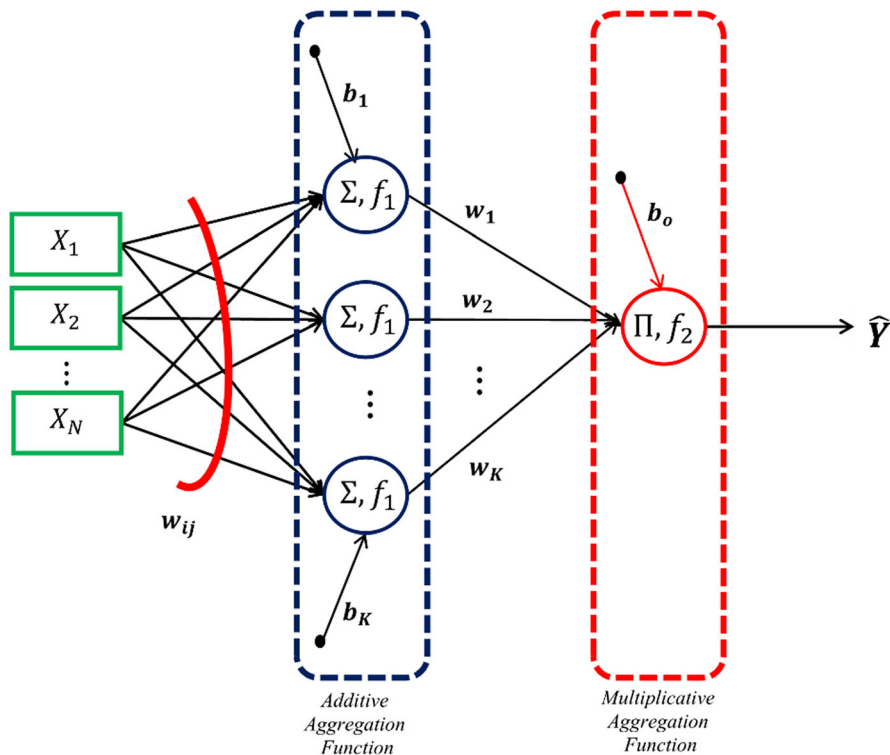 b₁
Σ, f₁
w₁
b₀
X₁
X₂
⋮
X_N
Σ, f₁
w₂
Π, f₂
Ŷ
⋮
⋮
Σ, f₁
w_K
w_ij
b_K
Additive
Aggregation
Function
Multiplicative
Aggregation
Function